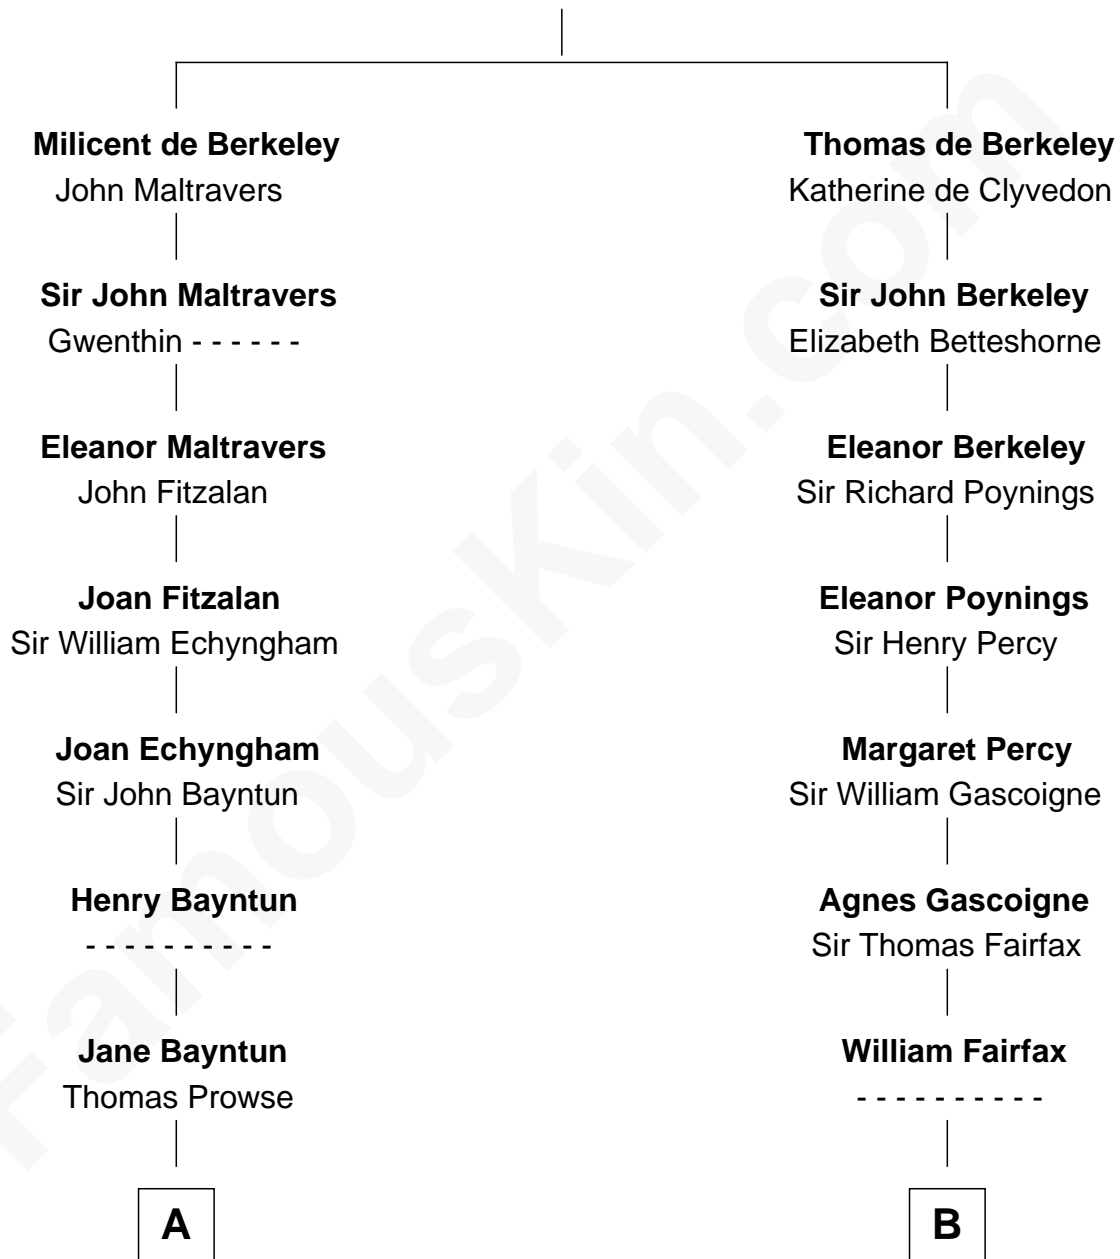 Milicent de Berkeley
John Maltravers
Sir John Maltravers
Gwenthin - - - - - -
Eleanor Maltravers
John Fitzalan
Joan Fitzalan
Sir William Echyngham
Joan Echyngham
Sir John Bayntun
Henry Bayntun
- - - - - - - - - -
Jane Bayntun
Thomas Prowse
A
Thomas de Berkeley
Katherine de Clyvedon
Sir John Berkeley
Elizabeth Betteshorne
Eleanor Berkeley
Sir Richard Poynings
Eleanor Poynings
Sir Henry Percy
Margaret Percy
Sir William Gascoigne
Agnes Gascoigne
Sir Thomas Fairfax
William Fairfax
- - - - - - - - - -
B
FamousKin.com